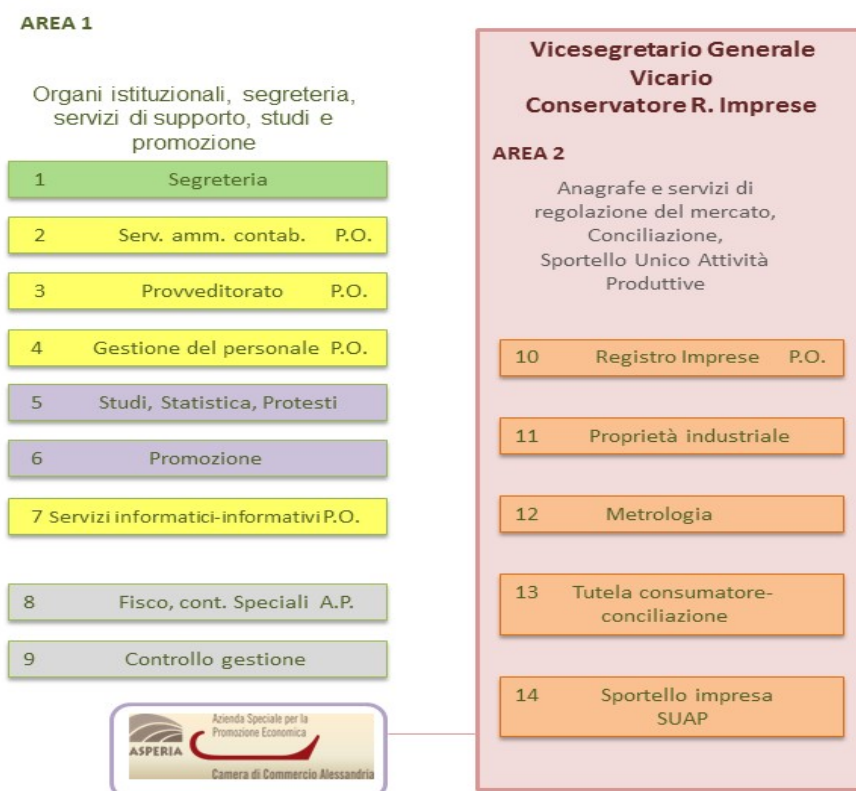 AREA 1
Organi istituzionali, segreteria,
servizi di supporto, studi e
promozione
1 Segreteria
2 Serv. amm. contab. P.O.
3 Provveditorato P.O.
4 Gestione del personale P.O.
5 Studi, Statistica, Protesti
6 Promozione
7 Servizi informatici-informativi P.O.
8 Fisco, cont. Speciali A.P.
9 Controllo gestione
ASPERIA
Azienda Speciale per la
Promozione Economica
Camera di Commercio Alessandria
Vicesegretario Generale
Vicario
Conservatore R. Imprese
AREA 2
Anagrafe e servizi di
regolazione del mercato,
Conciliazione,
Sportello Unico Attività
Produttive
10 Registro Imprese P.O.
11 Proprietà industriale
12 Metrologia
13 Tutela consumatore-
conciliazione
14 Sportello impresa
SUAP